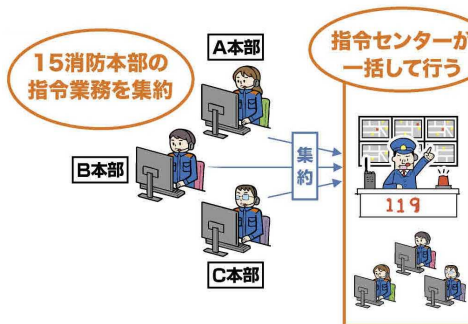 15消防本部の
指令業務を集約
A本部
B本部
C本部
集約
指令センターが
一括して行う
119